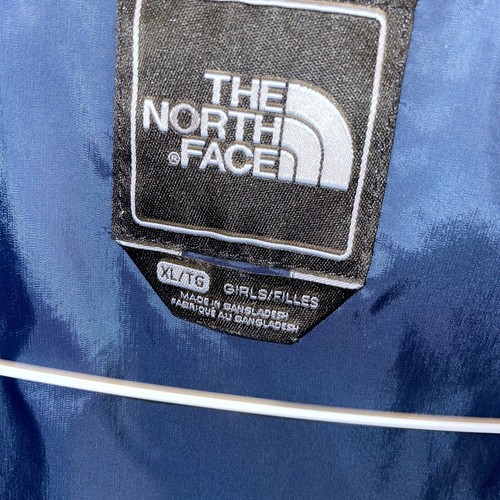 THE
NORTH
®FACE
XL/TG GIRLS/FILLES
MADE IN BANGLADESH
FABRIQUÉ AU BANGLADESH